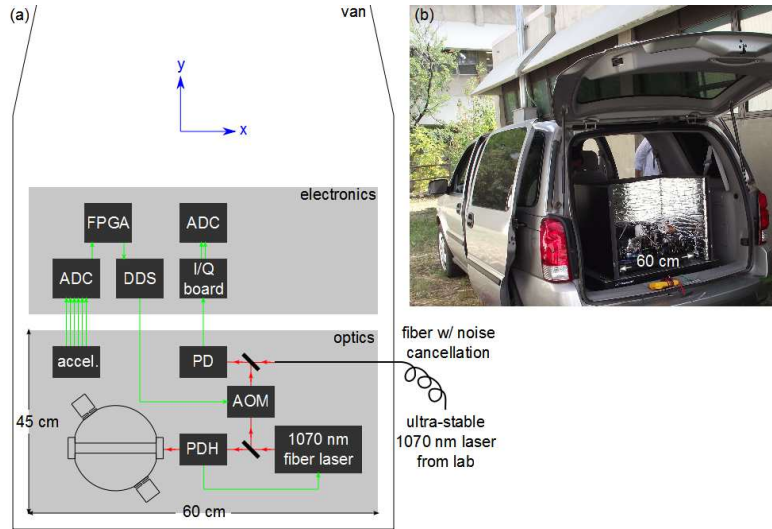 (a)
van
y
x
electronics
FPGA
ADC
ADC
DDS
I/Q
board
optics
accel.
PD
AOM
45 cm
PDH
1070 nm
fiber laser
60 cm
fiber w/ noise
cancellation
ultra-stable
1070 nm laser
from lab
(b)
60 cm